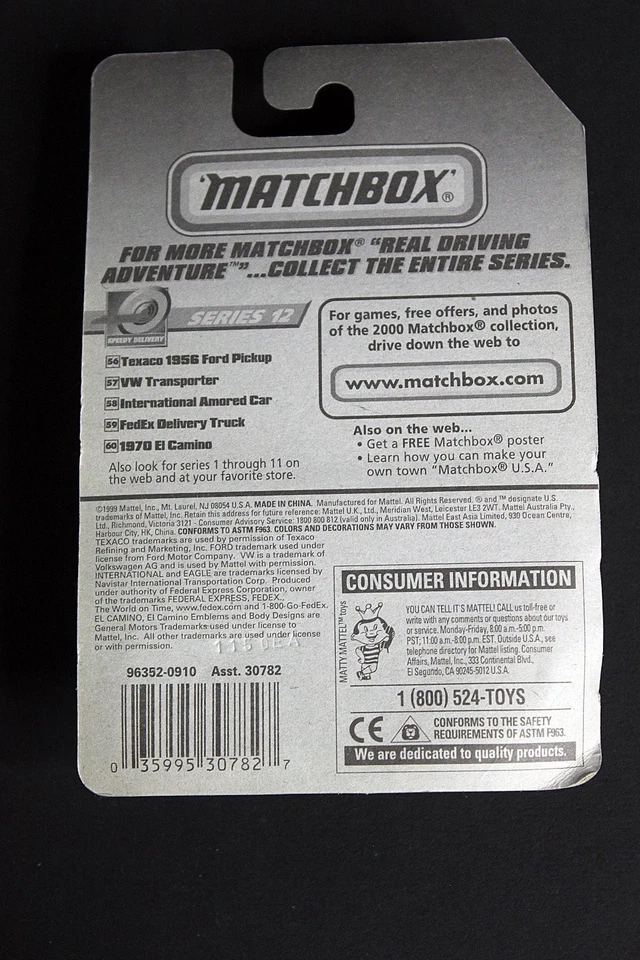 'MATCHBOX'®
FOR MORE MATCHBOX® "REAL DRIVING
ADVENTURE™"...COLLECT THE ENTIRE SERIES.
SPEEDY DELIVERY
SERIES 12
56 Texaco 1956 Ford Pickup
57 VW Transporter
58 International Amored Car
59 FedEx Delivery Truck
60 1970 El Camino
Also look for series 1 through 11 on
the web and at your favorite store.
For games, free offers, and photos
of the 2000 Matchbox® collection,
drive down the web to
www.matchbox.com
Also on the web...
• Get a FREE Matchbox® poster
• Learn how you can make your
own town "Matchbox® U.S.A."
©1999 Mattel, Inc., Mt. Laurel, NJ 08054 U.S.A. MADE IN CHINA. Manufactured for Mattel. All Rights Reserved. ® and ™ designate U.S.
trademarks of Mattel, Inc. Retain this address for future reference: Mattel U.K., Ltd., Meridian West, Leicester LE3 2WT. Mattel Australia Pty.,
Ltd., Richmond, Victoria 3121 - Consumer Advisory Service: 1800 800 812 (valid only in Australia). Mattel East Asia Limited, 930 Ocean Centre,
Harbour City, HK, China. CONFORMS TO ASTM F963. COLORS AND DECORATIONS MAY VARY FROM THOSE SHOWN.
TEXACO trademarks are used by permission of Texaco
Refining and Marketing, Inc. FORD trademark used under
license from Ford Motor Company. VW is a trademark of
Volkswagen AG and is used by Mattel with permission.
INTERNATIONAL and EAGLE are trademarks licensed by
Navistar International Transportation Corp. Produced
under authority of Federal Express Corporation, owner
of the trademarks FEDERAL EXPRESS, FEDEX.,
The World on Time, www.fedex.com and 1-800-Go-FedEx.
EL CAMINO, El Camino Emblems and Body Designs are
General Motors Trademarks used under license to
Mattel, Inc. All other trademarks are used under license
or with permission.
96352-0910 Asst. 30782
0 35995 30782 7
CONSUMER INFORMATION
MATTY MATTEL™ toys
YOU CAN TELL IT'S MATTEL! CALL us toll-free or
write with any comments or questions about our toys
or service. Monday-Friday, 8:00 a.m.-5:00 p.m.
PST; 11:00 a.m.-8:00 p.m. EST. Outside U.S.A., see
telephone directory for Mattel listing. Consumer
Affairs, Mattel, Inc., 333 Continental Blvd.,
El Segundo, CA 90245-5012 U.S.A.
1 (800) 524-TOYS
CE
CONFORMS TO THE SAFETY
REQUIREMENTS OF ASTM F963.
We are dedicated to quality products.